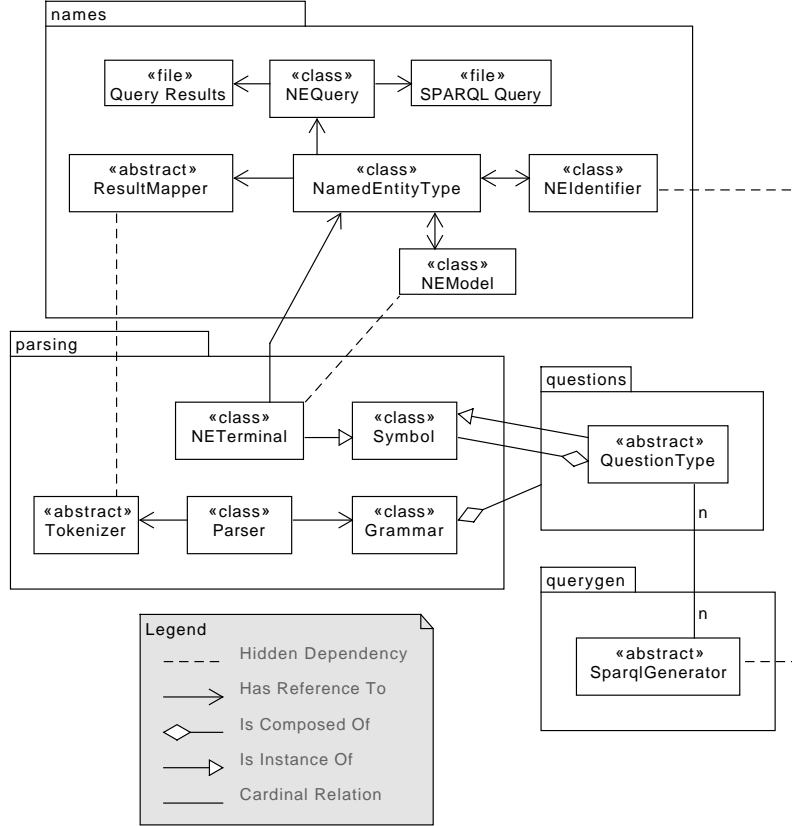 names
«file»
Query Results
«class»
NEQuery
«file»
SPARQL Query
«abstract»
ResultMapper
«class»
NamedEntityType
«class»
NEIdentifier
«class»
NEModel
parsing
«class»
NETerminal
«class»
Symbol
questions
«abstract»
QuestionType
«abstract»
Tokenizer
«class»
Parser
«class»
Grammar
n
querygen
n
«abstract»
SparqlGenerator
Legend
Hidden Dependency
Has Reference To
Is Composed Of
Is Instance Of
Cardinal Relation